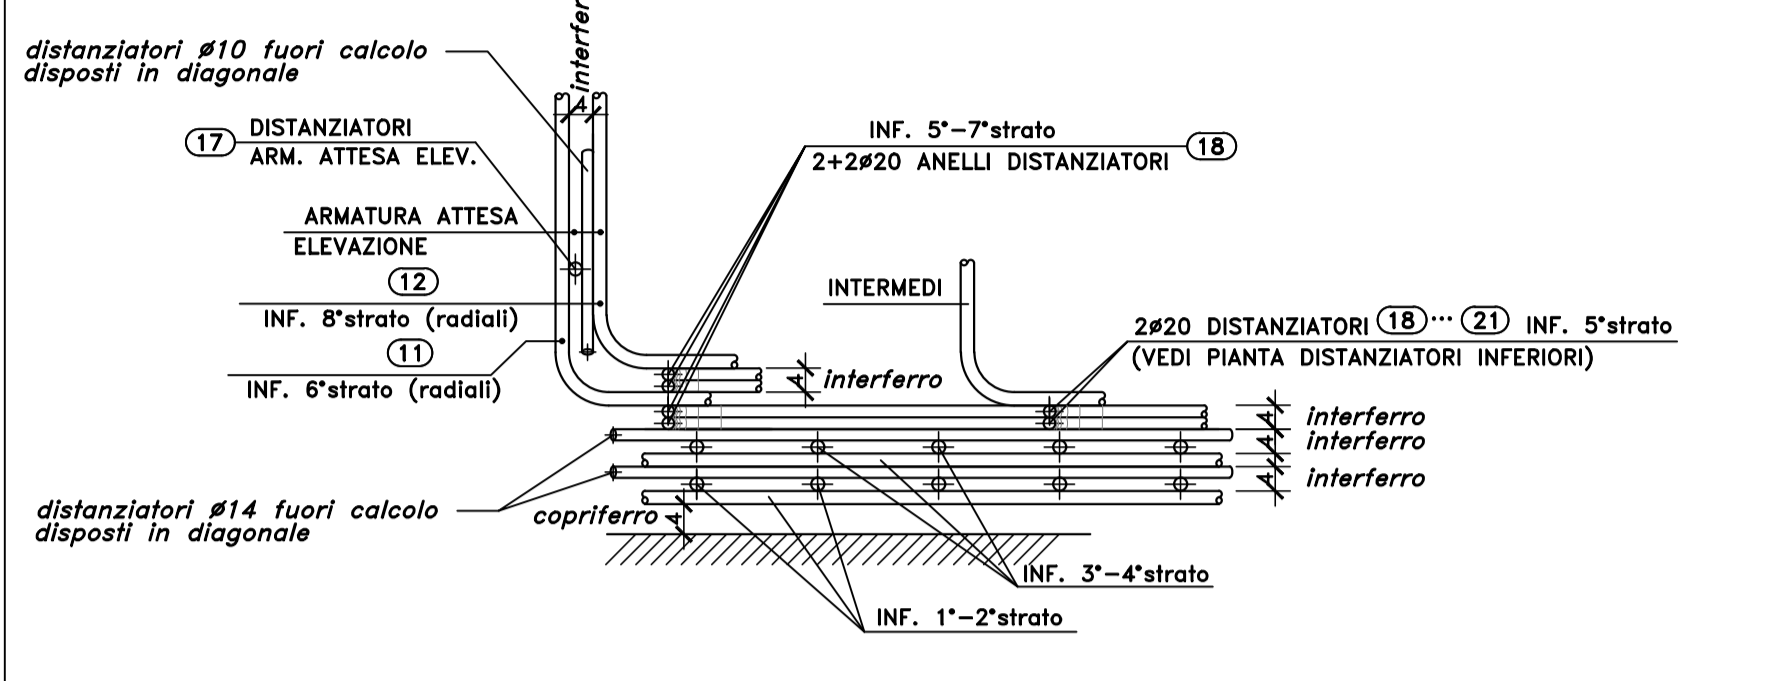 interfer
distanziatori ø10 fuori calcolo
disposti in diagonale
4
17
DISTANZIATORI
ARM. ATTESA ELEV.
INF. 5°-7°strato
2+2ø20 ANELLI DISTANZIATORI
18
ARMATURA ATTESA
ELEVAZIONE
12
INF. 8°strato (radiali)
11
INF. 6°strato (radiali)
INTERMEDI
2ø20 DISTANZIATORI 18 ... 21 INF. 5°strato
(VEDI PIANTA DISTANZIATORI INFERIORI)
4 interferro
4 interferro
4 interferro
4 interferro
distanziatori ø14 fuori calcolo
disposti in diagonale
copriferro 4
INF. 3°-4°strato
INF. 1°-2°strato